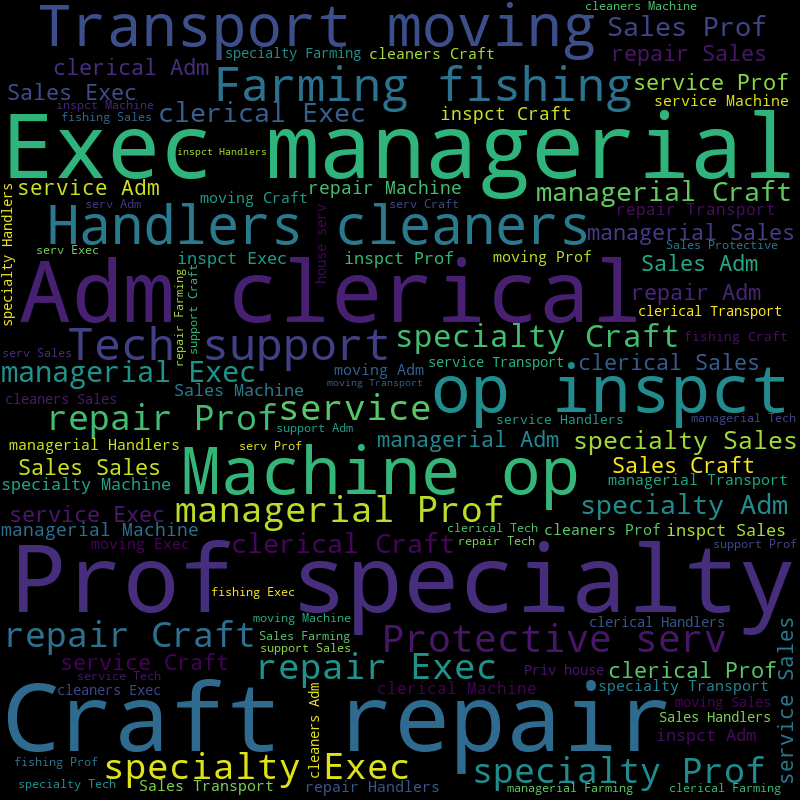 cleaners Machine
Transport moving
Sales Prof
specialty Farming
cleaners Craft
repair Sales
clerical Adm
Farming fishing
service Prof
Sales Exec
inspct Machine
clerical Exec
inspct Craft
service Machine
fishing Sales
Exec managerial
inspct Handlers
service Adm
moving Craft
repair Machine
managerial Craft
specialty Handlers
serv Adm
house serv
serv Craft
repair Transport
Handlers cleaners
managerial Sales
Sales Protective
serv Exec
inspct Exec
inspct Prof
moving Prof
Sales Adm
Adm clerical
repair Farming
support Craft
repair Adm
clerical Transport
Tech support
specialty Craft
fishing Craft
serv Sales
managerial Exec
moving Adm
service Transport
clerical Sales
moving Transport
Sales Machine
op inspct
cleaners Sales
repair Prof
service
support Adm
service Handlers
managerial Tech
managerial Handlers
serv Prof
managerial Adm
specialty Sales
Sales Sales
Machine op
Sales Craft
specialty Machine
managerial Transport
service Exec
managerial Prof
specialty Adm
managerial Machine
clerical Tech
cleaners Prof
inspct Sales
moving Exec
clerical Craft
repair Tech
support Prof
Prof specialty
fishing Exec
moving Machine
clerical Handlers
repair Craft
Sales Farming
support Sales
Protective serv
service Sales
service Craft
repair Exec
Priv house
clerical Prof
service Tech
cleaners Exec
cleaners Adm
clerical Machine
specialty Transport
Craft repair
moving Sales
Sales Handlers
inspct Adm
fishing Prof
specialty Exec
specialty Prof
specialty Tech
Sales Transport
repair Handlers
managerial Farming
clerical Farming